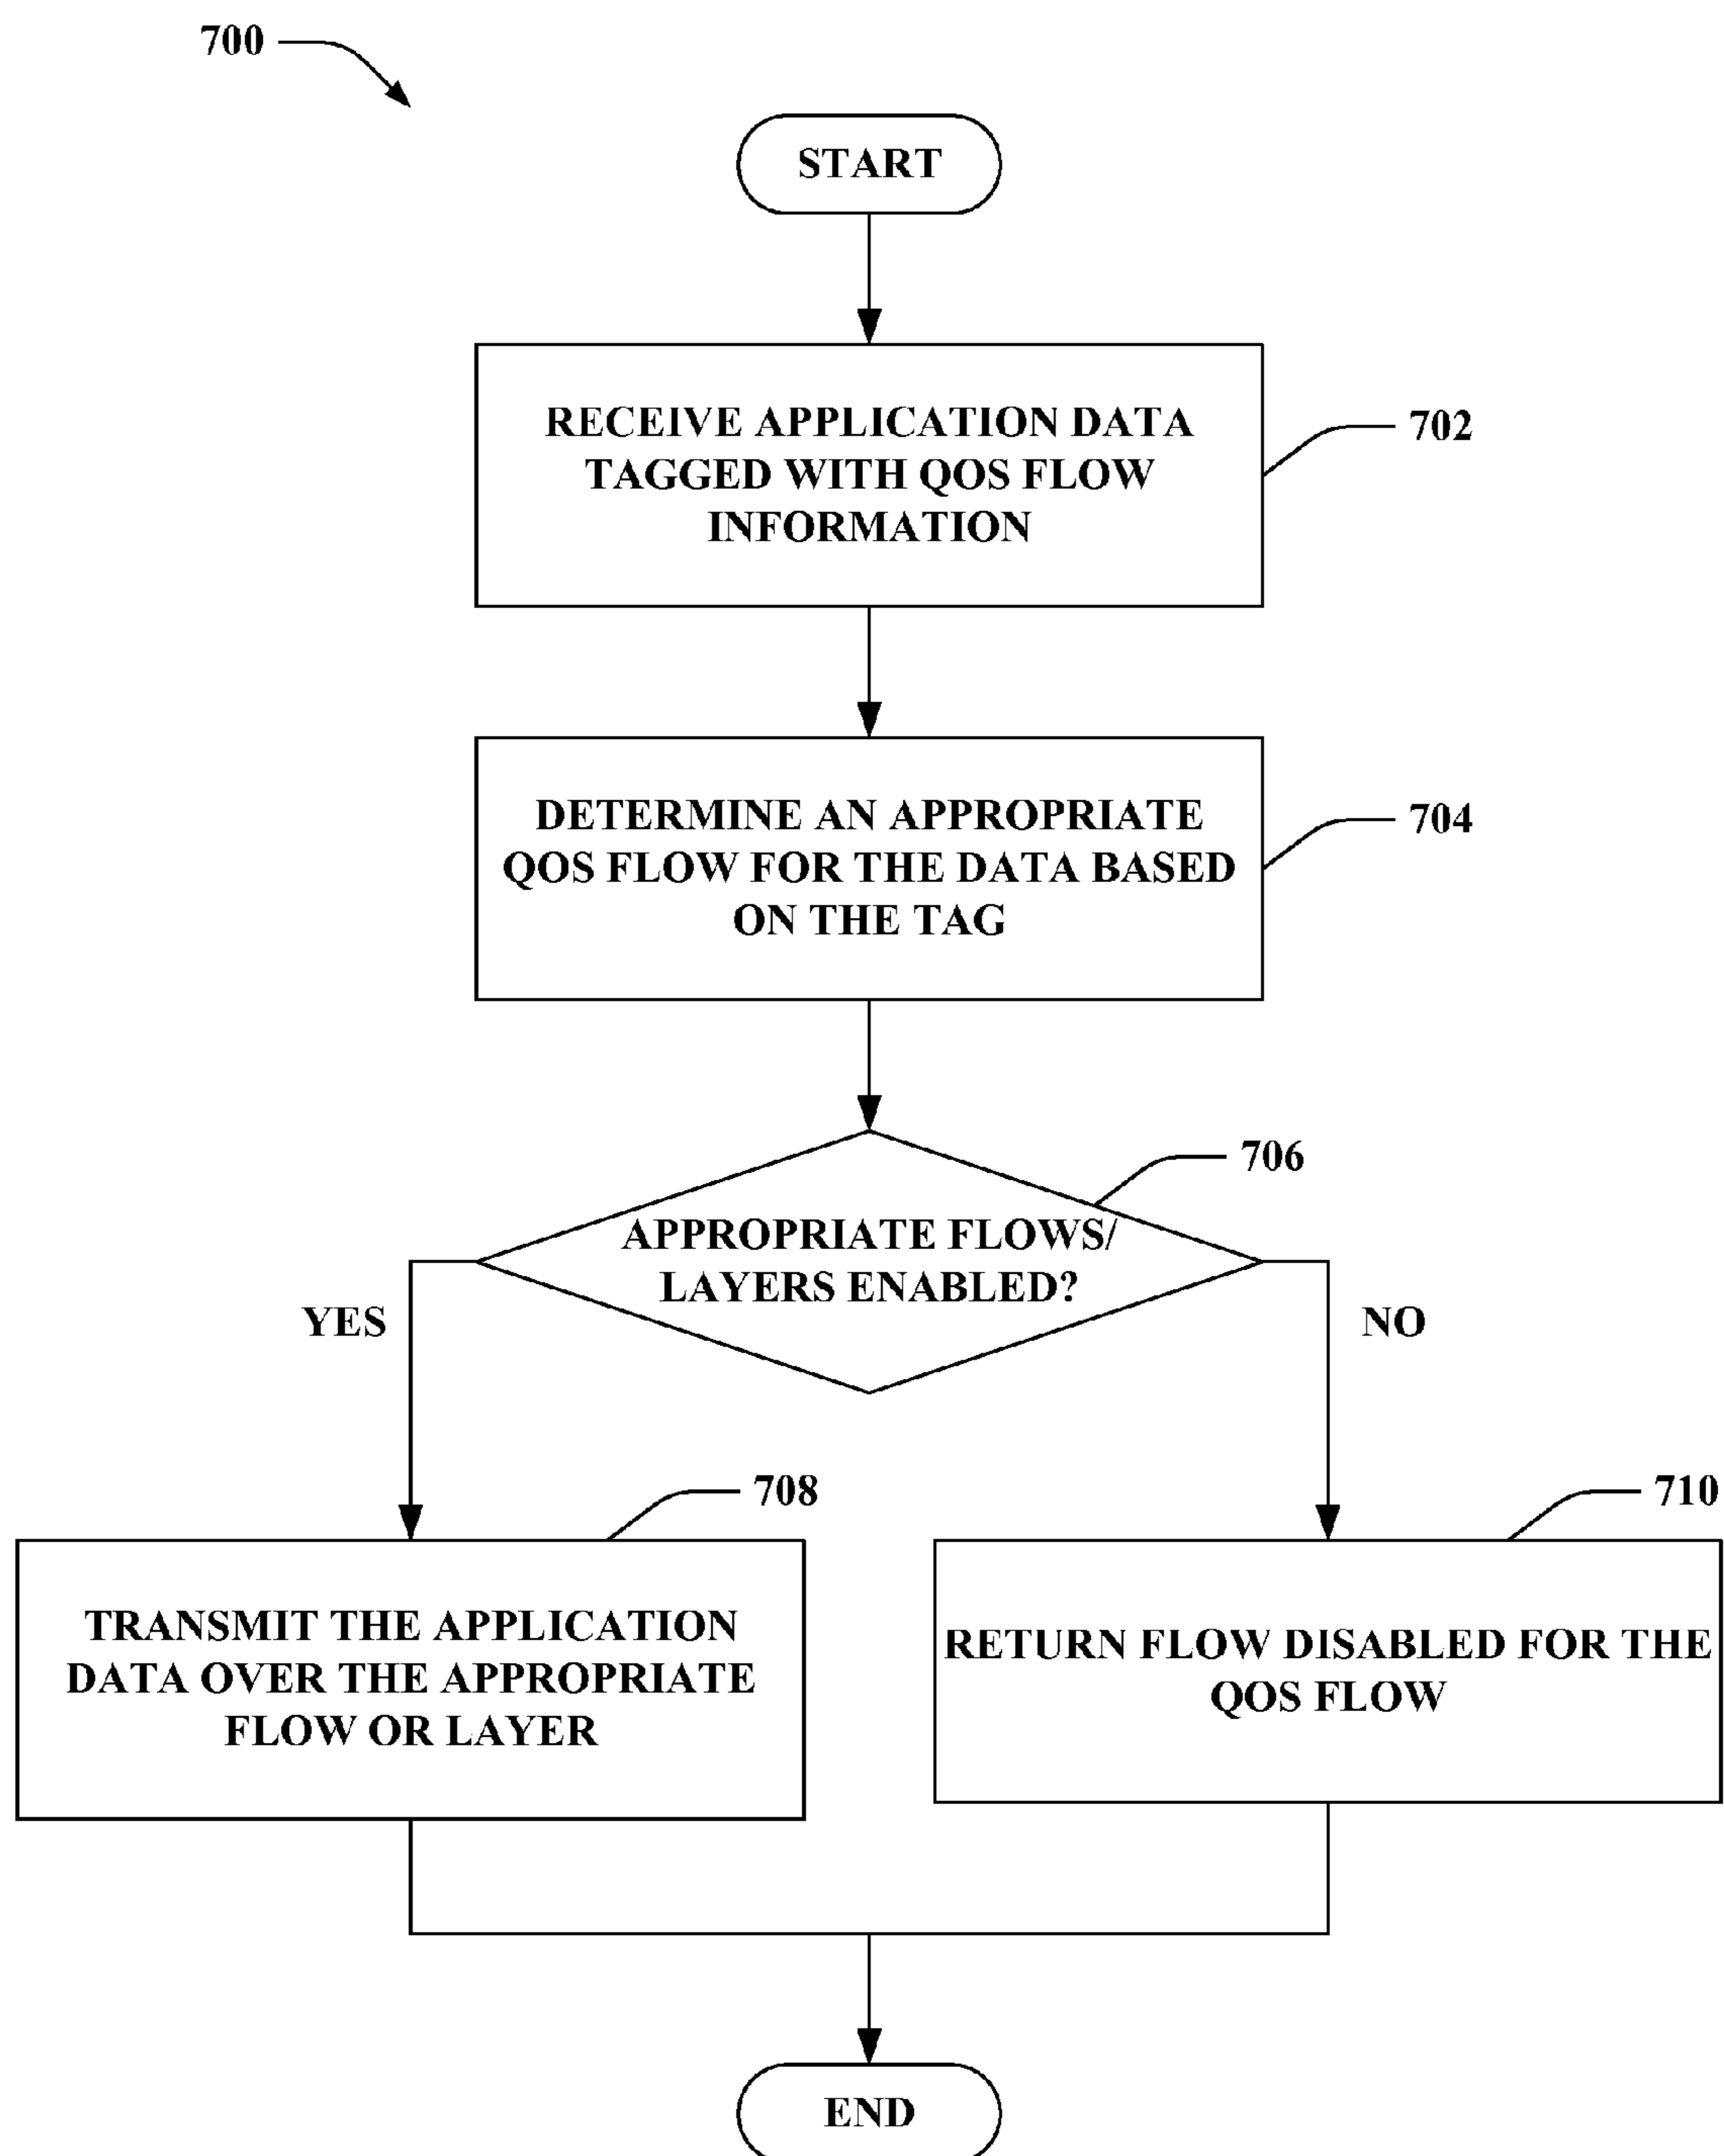 700
START
RECEIVE APPLICATION DATA
TAGGED WITH QOS FLOW
INFORMATION
702
DETERMINE AN APPROPRIATE
QOS FLOW FOR THE DATA BASED
ON THE TAG
704
706
APPROPRIATE FLOWS/
LAYERS ENABLED?
YES
NO
708
TRANSMIT THE APPLICATION
DATA OVER THE APPROPRIATE
FLOW OR LAYER
710
RETURN FLOW DISABLED FOR THE
QOS FLOW
END